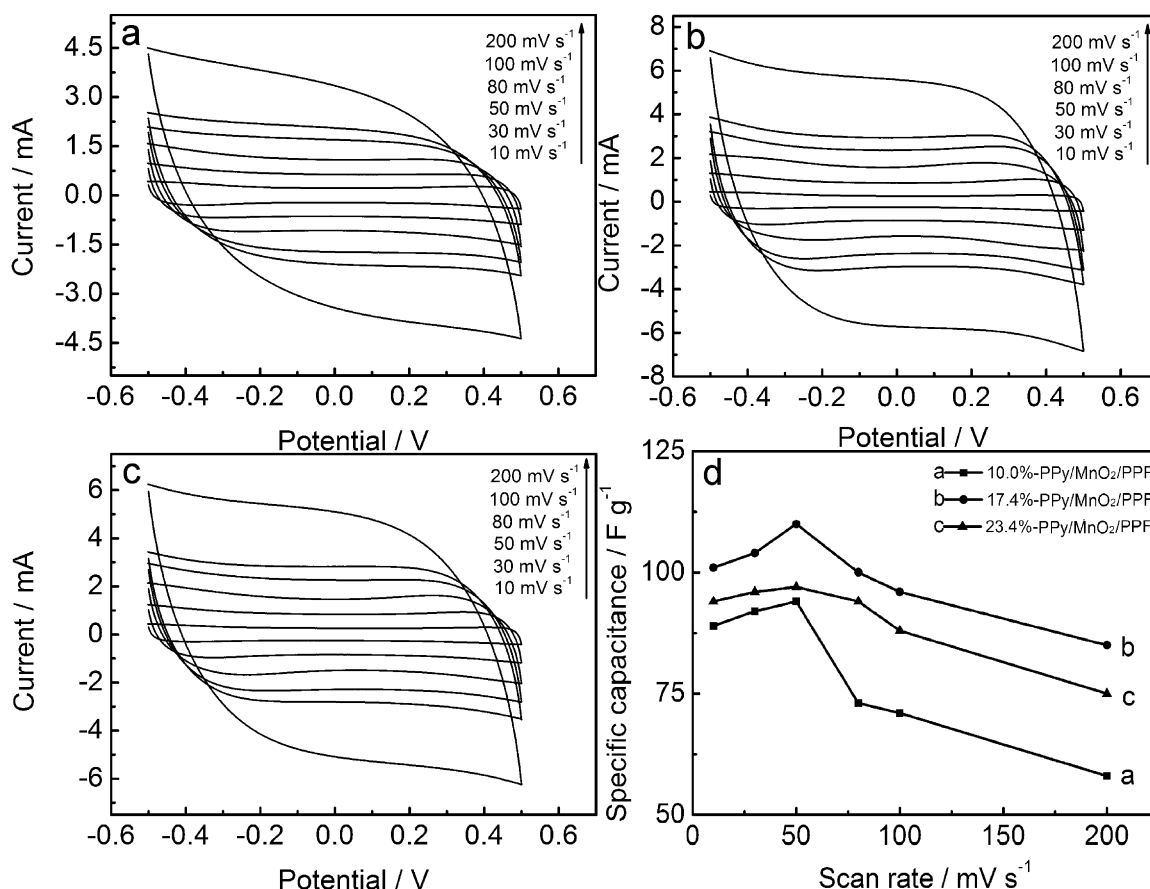 a
200 mV s⁻¹
100 mV s⁻¹
80 mV s⁻¹
50 mV s⁻¹
30 mV s⁻¹
10 mV s⁻¹
4.5
3.0
1.5
0.0
-1.5
-3.0
-4.5
Current / mA
-0.6 -0.4 -0.2 0.0 0.2 0.4 0.6
Potential / V
b
200 mV s⁻¹
100 mV s⁻¹
80 mV s⁻¹
50 mV s⁻¹
30 mV s⁻¹
10 mV s⁻¹
8
6
4
2
0
-2
-4
-6
-8
Current / mA
-0.6 -0.4 -0.2 0.0 0.2 0.4 0.6
Potential / V
c
200 mV s⁻¹
100 mV s⁻¹
80 mV s⁻¹
50 mV s⁻¹
30 mV s⁻¹
10 mV s⁻¹
6
4
2
0
-2
-4
-6
Current / mA
-0.6 -0.4 -0.2 0.0 0.2 0.4 0.6
Potential / V
d
a 10.0%-PPy/MnO₂/PPF
b 17.4%-PPy/MnO₂/PPF
c 23.4%-PPy/MnO₂/PPF
125
100
75
50
Specific capacitance / F g⁻¹
b
c
a
0 50 100 150 200
Scan rate / mV s⁻¹